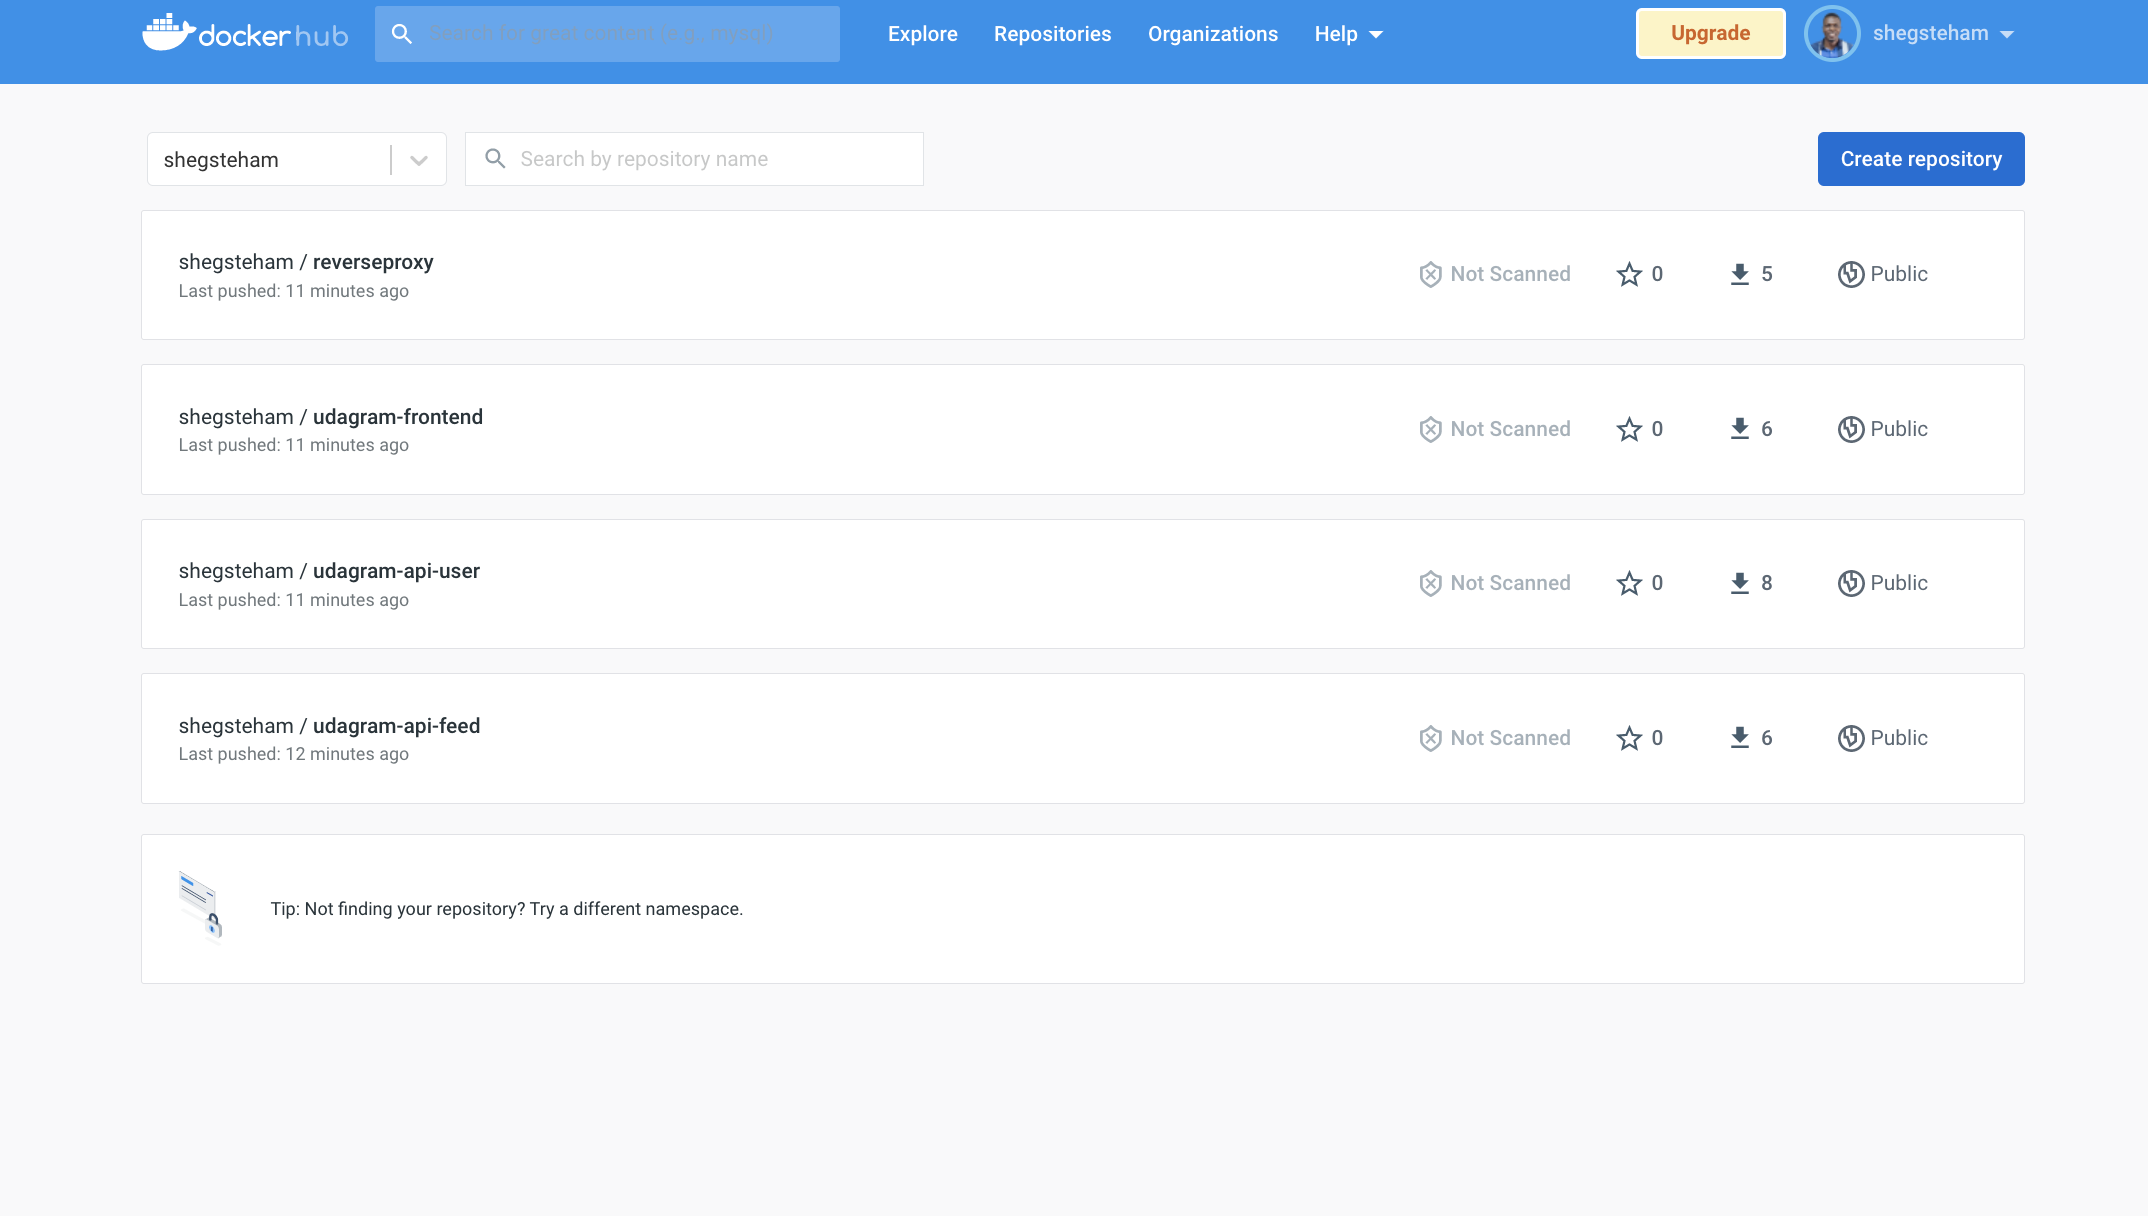 docker hub
Search for great content (e.g., mysql)
Explore
Repositories
Organizations
Help
Upgrade
shegsteham
shegsteham
Search by repository name
Create repository
shegsteham / reverseproxy
Last pushed: 11 minutes ago
Not Scanned
0
5
Public
shegsteham / udagram-frontend
Last pushed: 11 minutes ago
Not Scanned
0
6
Public
shegsteham / udagram-api-user
Last pushed: 11 minutes ago
Not Scanned
0
8
Public
shegsteham / udagram-api-feed
Last pushed: 12 minutes ago
Not Scanned
0
6
Public
Tip: Not finding your repository? Try a different namespace.